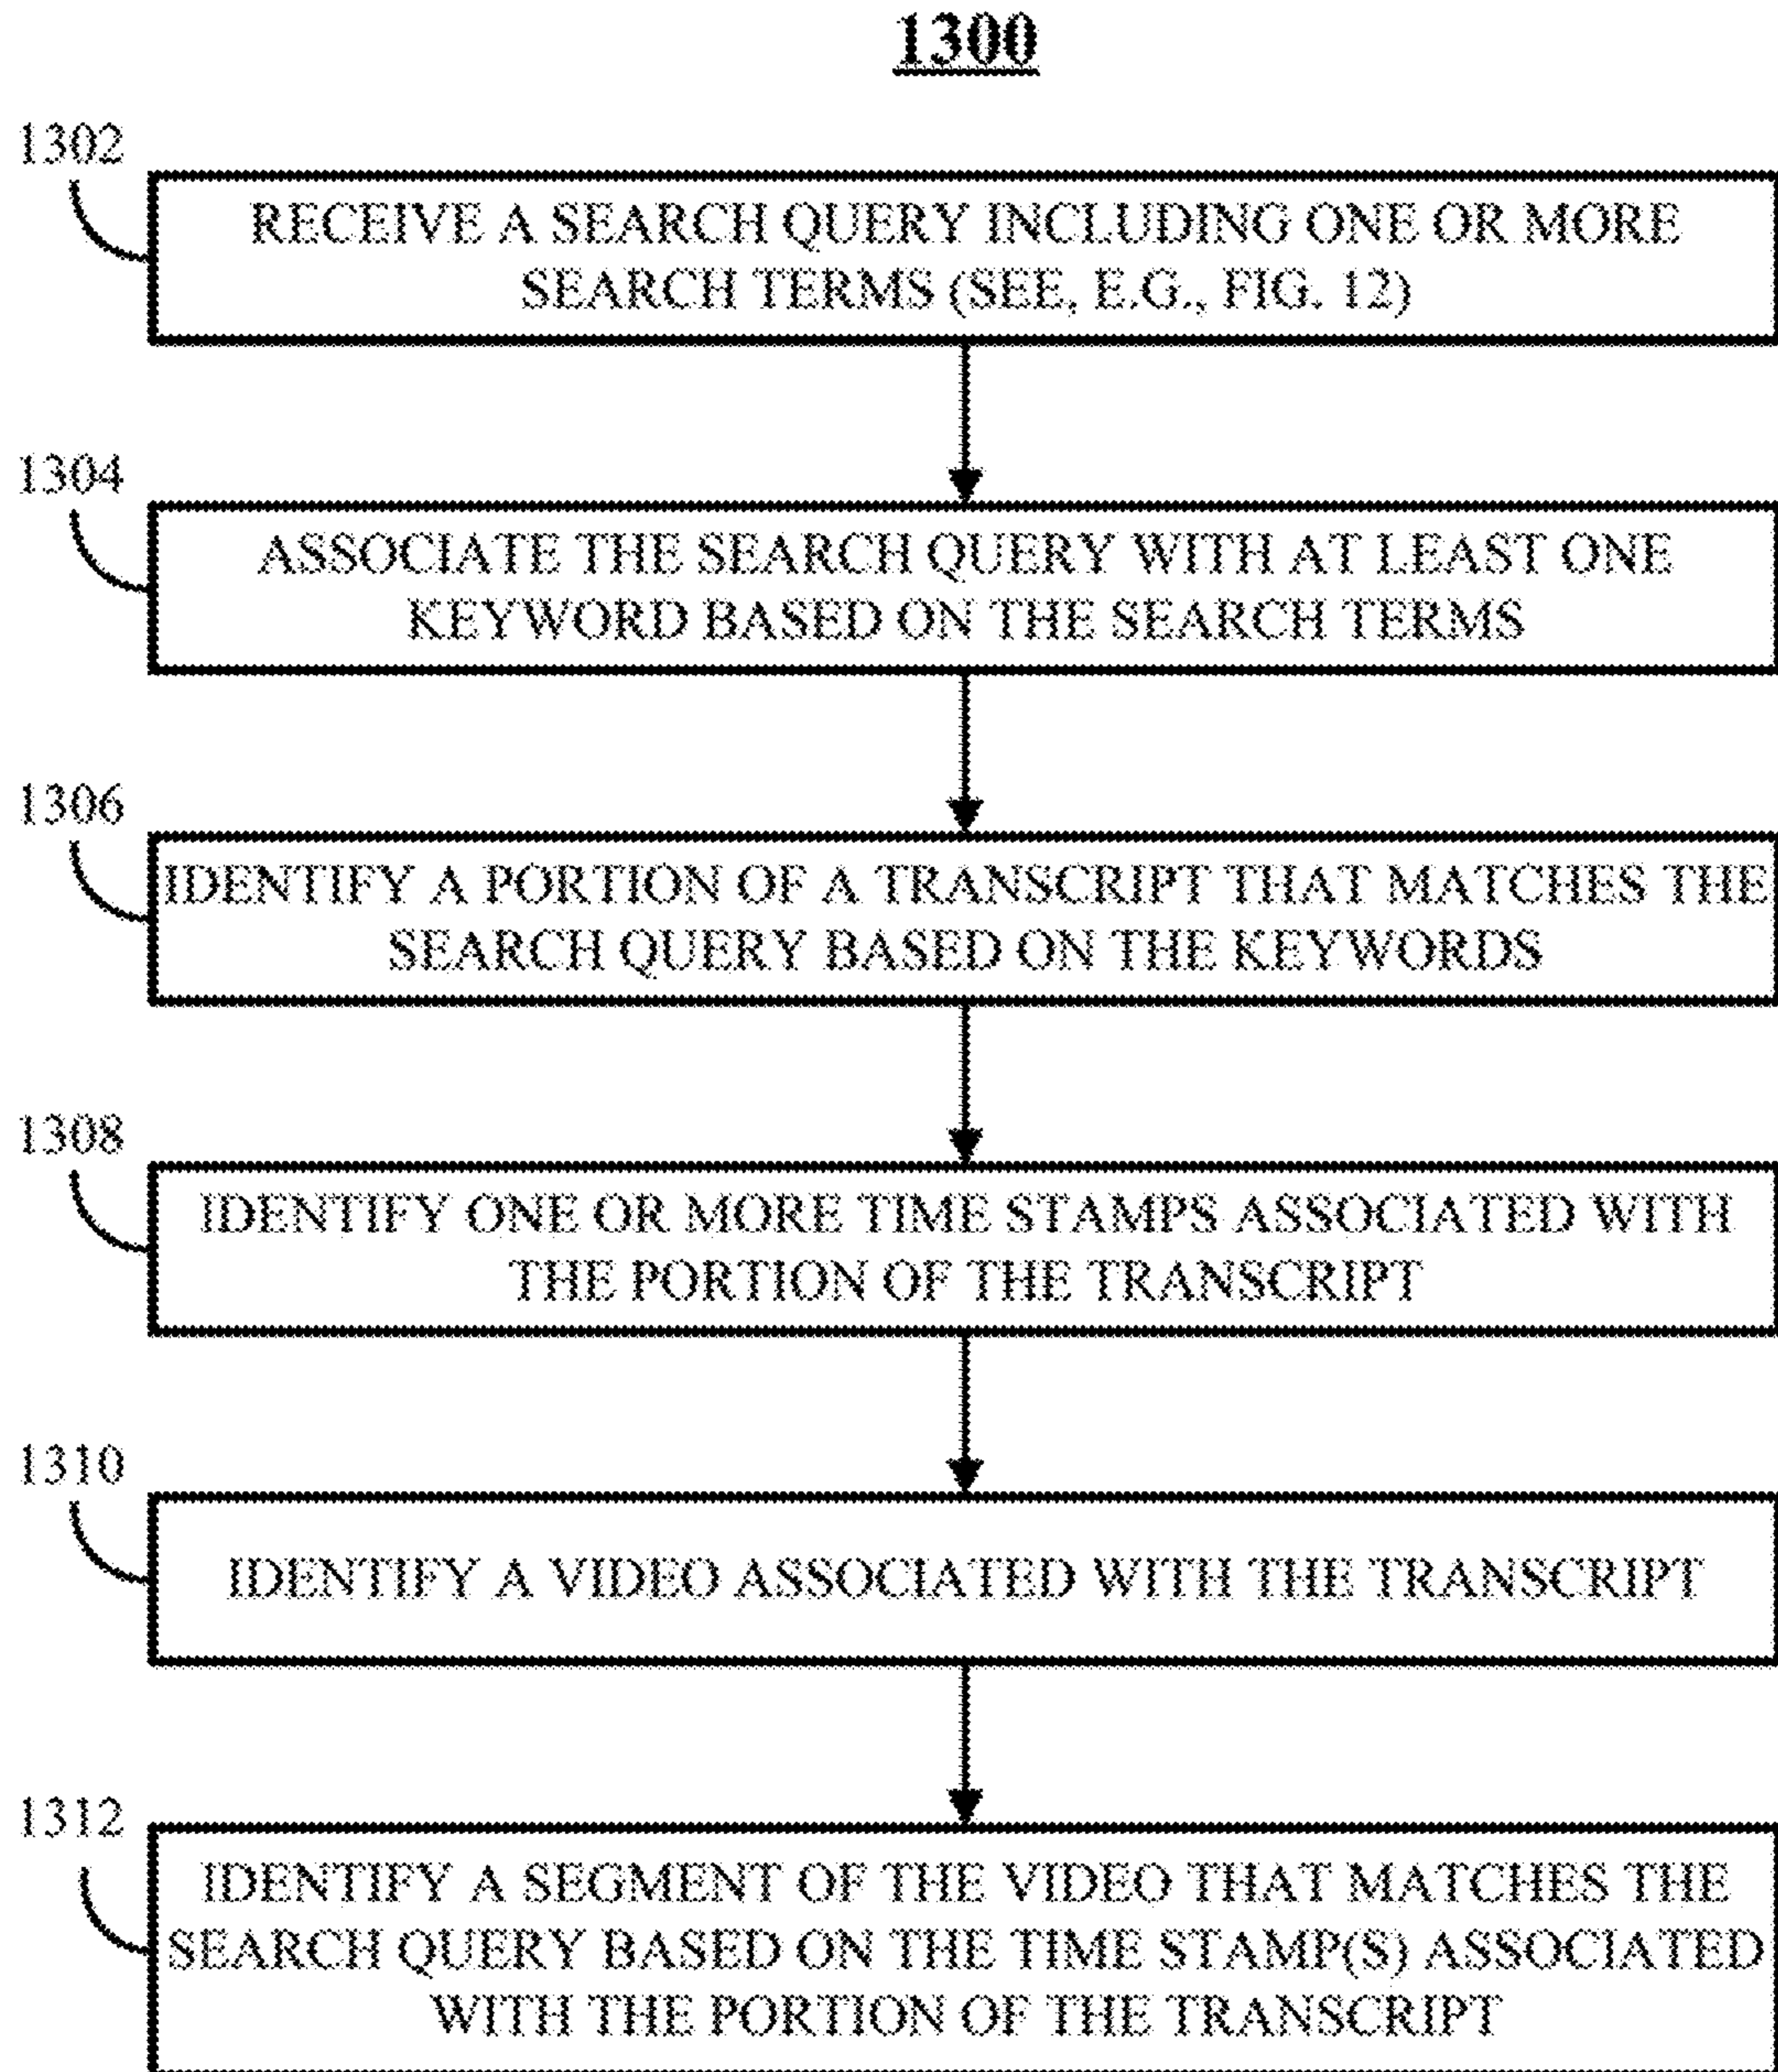 1300
1302
RECEIVE A SEARCH QUERY INCLUDING ONE OR MORE
SEARCH TERMS (SEE, E.G., FIG. 12)
1304
ASSOCIATE THE SEARCH QUERY WITH AT LEAST ONE
KEYWORD BASED ON THE SEARCH TERMS
1306
IDENTIFY A PORTION OF A TRANSCRIPT THAT MATCHES THE
SEARCH QUERY BASED ON THE KEYWORDS
1308
IDENTIFY ONE OR MORE TIME STAMPS ASSOCIATED WITH
THE PORTION OF THE TRANSCRIPT
1310
IDENTIFY A VIDEO ASSOCIATED WITH THE TRANSCRIPT
1312
IDENTIFY A SEGMENT OF THE VIDEO THAT MATCHES THE
SEARCH QUERY BASED ON THE TIME STAMP(S) ASSOCIATED
WITH THE PORTION OF THE TRANSCRIPT